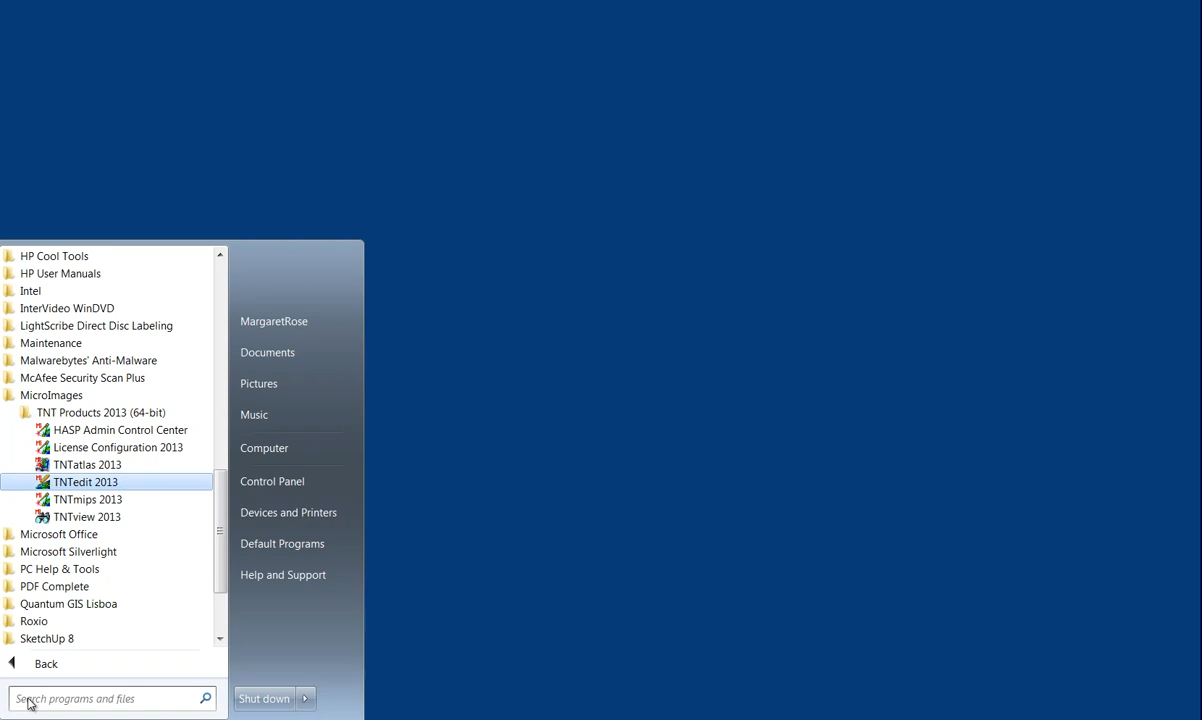 HP Cool Tools
HP User Manuals
Intel
InterVideo WinDVD
LightScribe Direct Disc Labeling
Maintenance
Malwarebytes' Anti-Malware
McAfee Security Scan Plus
MicroImages
TNT Products 2013 (64-bit)
HASP Admin Control Center
License Configuration 2013
TNTatlas 2013
TNTedit 2013
TNTmips 2013
TNTview 2013
Microsoft Office
Microsoft Silverlight
PC Help & Tools
PDF Complete
Quantum GIS Lisboa
Roxio
SketchUp 8
Back
Search programs and files
MargaretRose
Documents
Pictures
Music
Computer
Control Panel
Devices and Printers
Default Programs
Help and Support
Shut down